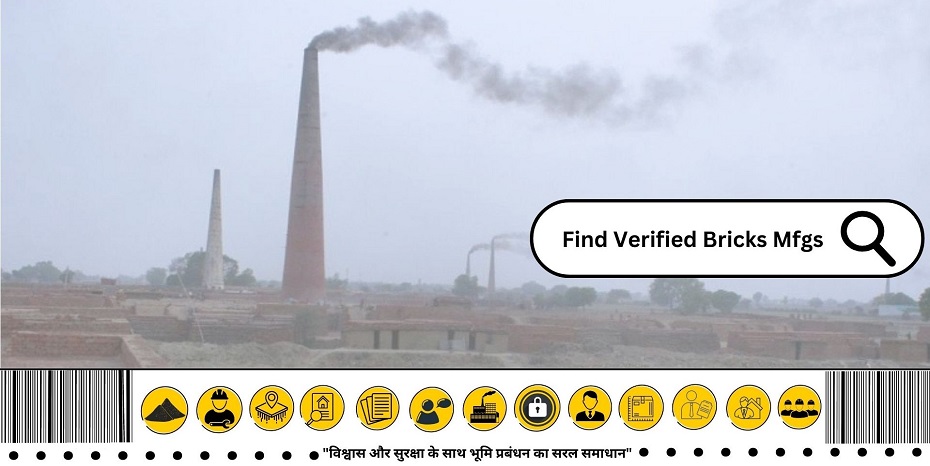 Find Verified Bricks Mfgs
"विश्वास और सुरक्षा के साथ भूमि प्रबंधन का सरल समाधान"